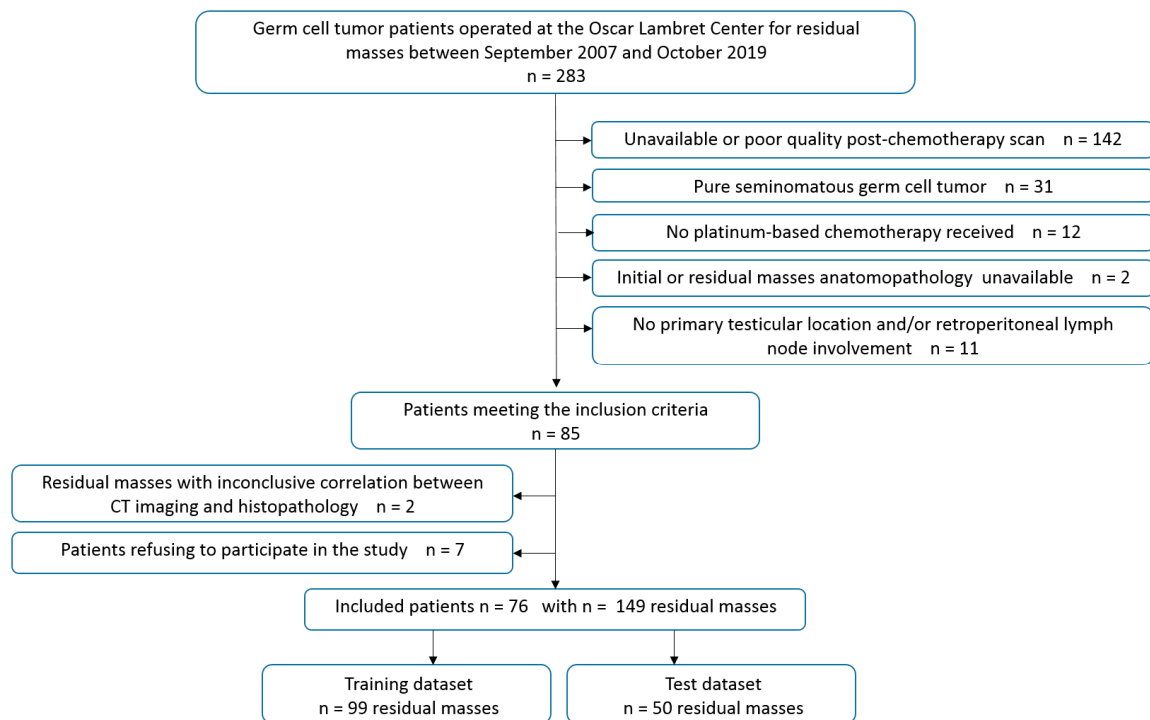 Germ cell tumor patients operated at the Oscar Lambret Center for residual
masses between September 2007 and October 2019
n = 283
Unavailable or poor quality post-chemotherapy scan n = 142
Pure seminomatous germ cell tumor n = 31
No platinum-based chemotherapy received n = 12
Initial or residual masses anatomopathology unavailable n = 2
No primary testicular location and/or retroperitoneal lymph
node involvement n = 11
Patients meeting the inclusion criteria
n = 85
Residual masses with inconclusive correlation between
CT imaging and histopathology n = 2
Patients refusing to participate in the study n = 7
Included patients n = 76 with n = 149 residual masses
Training dataset
n = 99 residual masses
Test dataset
n = 50 residual masses